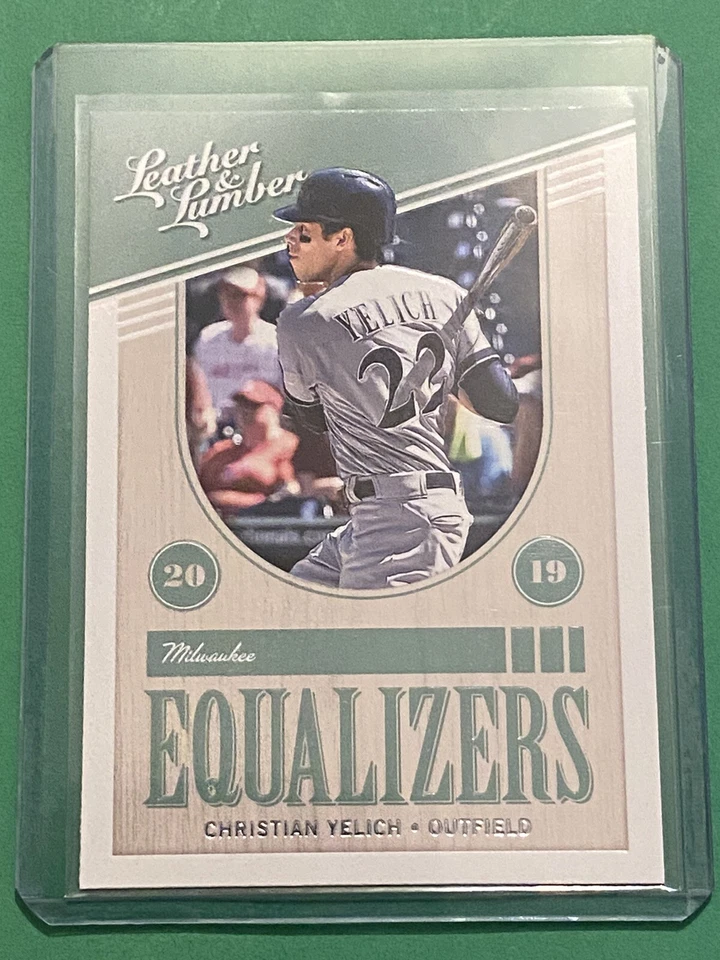 Leather
&
Lumber
YELICH
22
20
19
Milwaukee
EQUALIZERS
CHRISTIAN YELICH • OUTFIELD